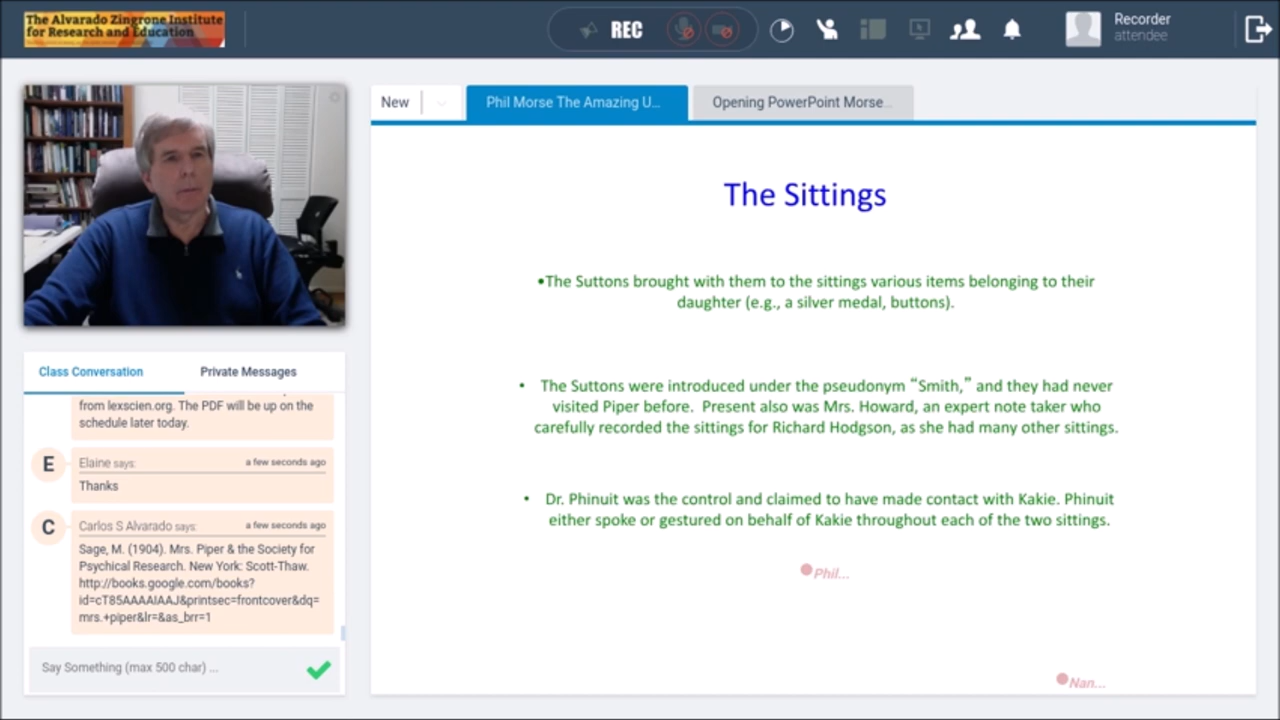 The Alvarado Zingrone Institute
for Research and Education
REC
Recorder
attendee
New
Phil Morse The Amazing U...
Opening PowerPoint Morse...
The Sittings
•The Suttons brought with them to the sittings various items belonging to their
daughter (e.g., a silver medal, buttons).
• The Suttons were introduced under the pseudonym “Smith,” and they had never
visited Piper before. Present also was Mrs. Howard, an expert note taker who
carefully recorded the sittings for Richard Hodgson, as she had many other sittings.
• Dr. Phinuit was the control and claimed to have made contact with Kakie. Phinuit
either spoke or gestured on behalf of Kakie throughout each of the two sittings.
Phil...
Nan...
Class Conversation
Private Messages
from lexscien.org. The PDF will be up on the
schedule later today.
E
Elaine says:
a few seconds ago
Thanks
C
Carlos S Alvarado says:
a few seconds ago
Sage, M. (1904). Mrs. Piper & the Society for
Psychical Research. New York: Scott-Thaw.
http://books.google.com/books?
id=cT85AAAAIAAJ&printsec=frontcover&dq=
mrs.+piper&lr=&as_brr=1
Say Something (max 500 char) ...